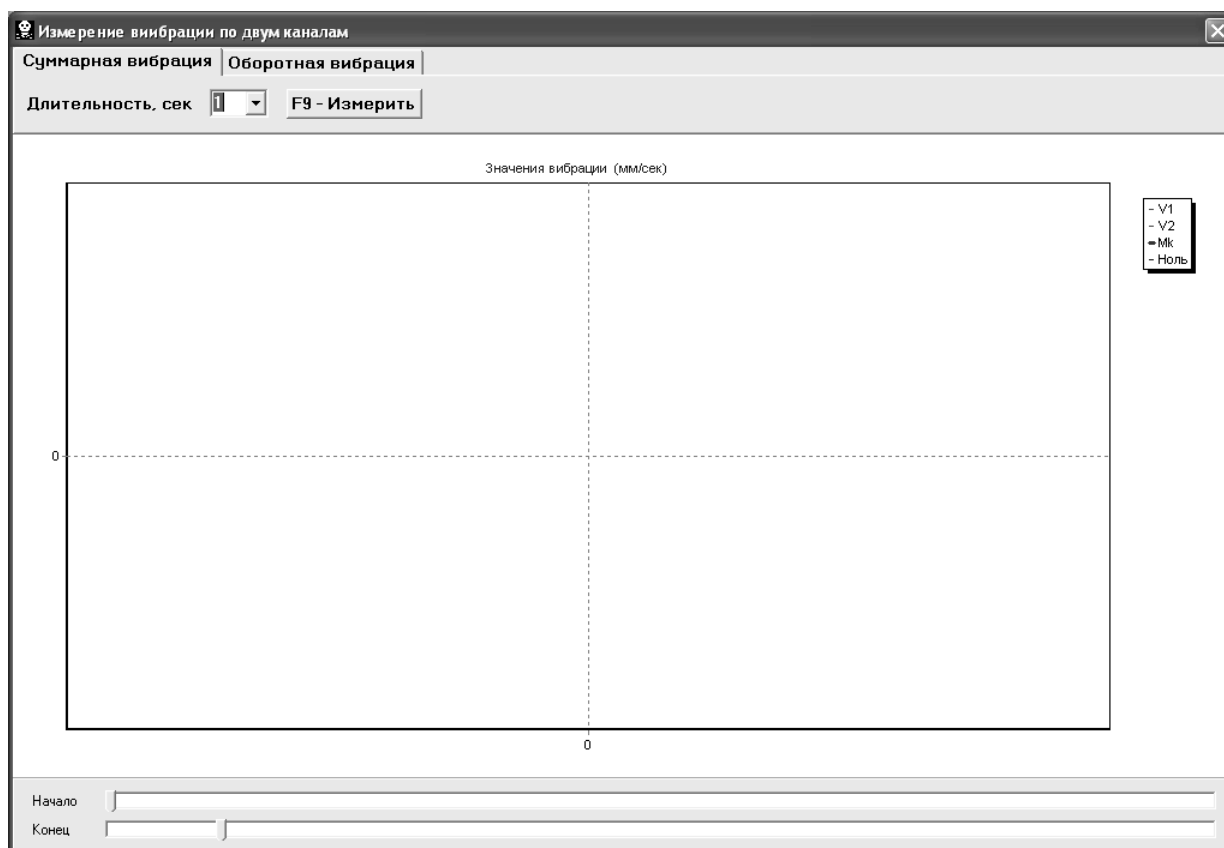 Измерение виибрации по двум каналам
Суммарная вибрация Оборотная вибрация
Длительность, сек 1 F9 - Измерить
Значения вибрации (мм/сек)
V1
V2
Mk
Ноль
0
0
Начало
Конец